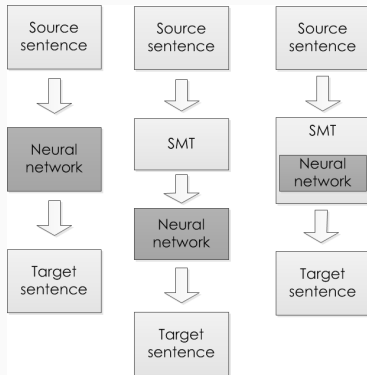 Source
sentence
Neural
network
Target
sentence
Source
sentence
SMT
Neural
network
Target
sentence
Source
sentence
SMT
Neural
network
Target
sentence